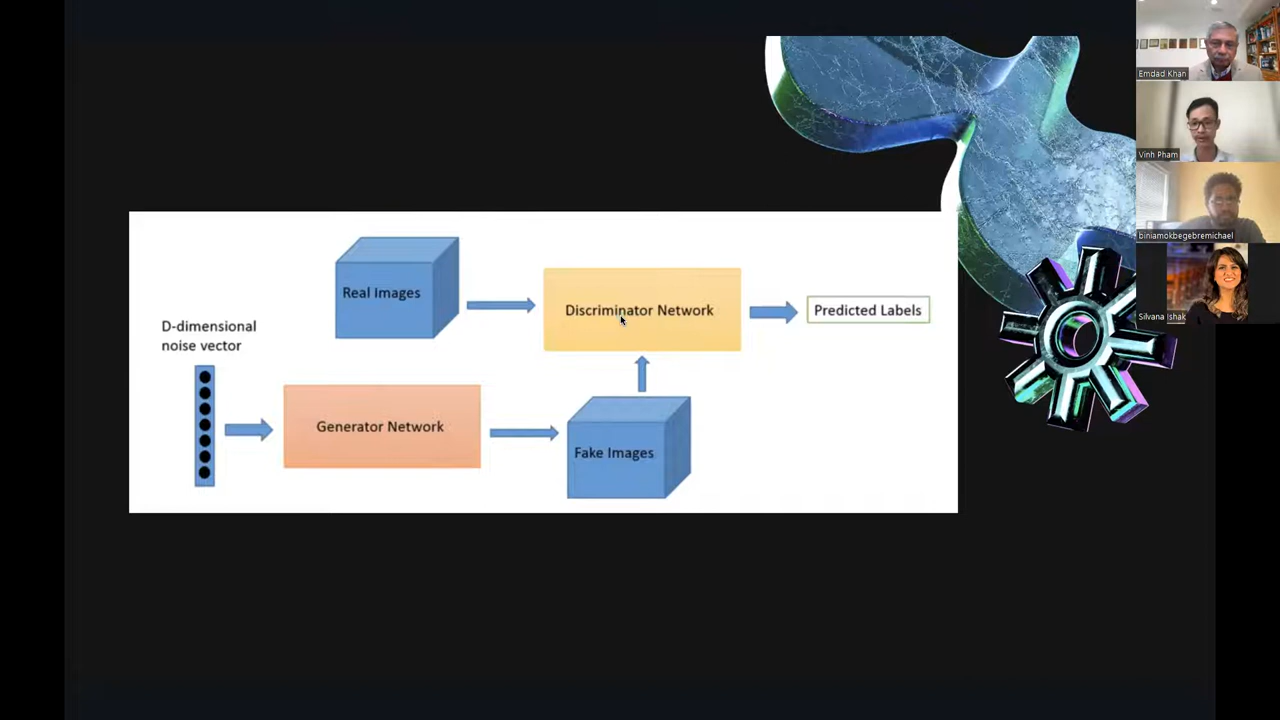 Real Images
Discriminator Network
Predicted Labels
D-dimensional
noise vector
Generator Network
Fake Images
Emdad Khan
Vinh Pham
biniamokbegebremichael
Silvana Ishak